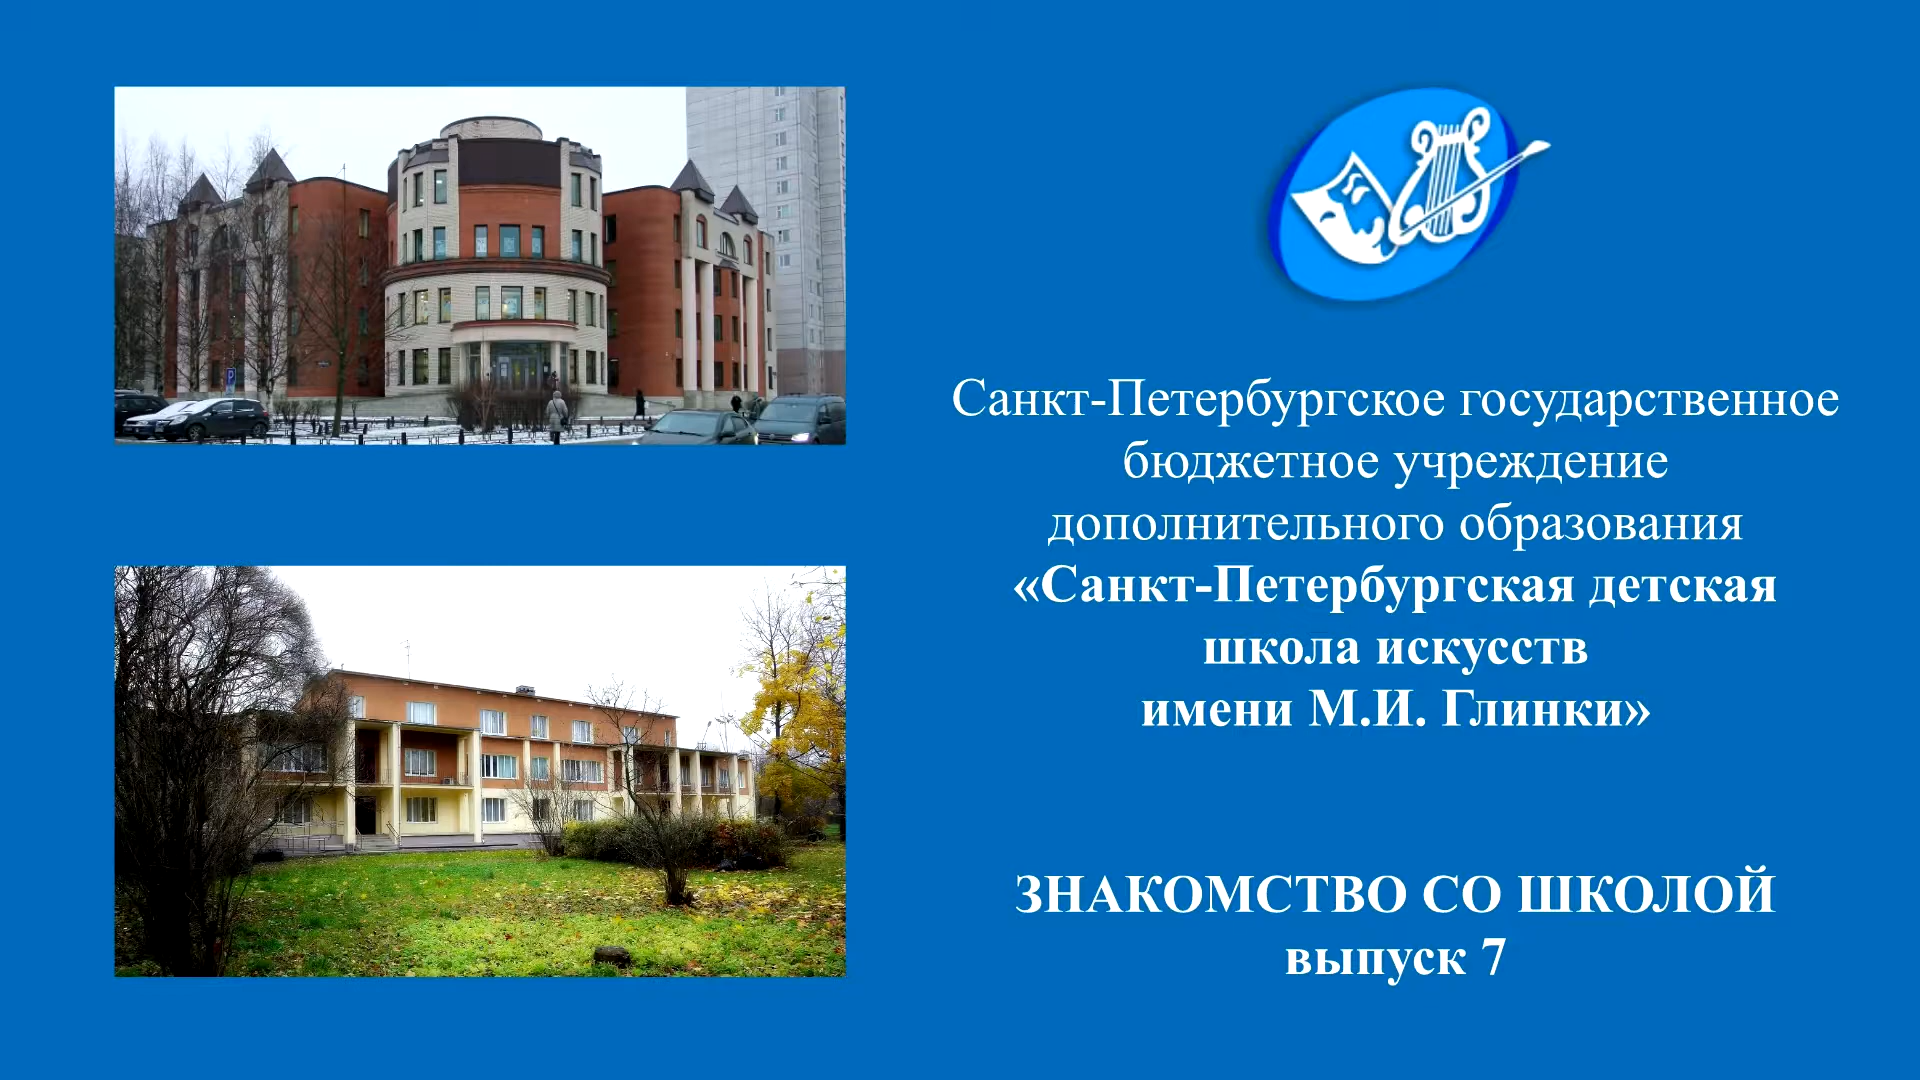 Санкт-Петербургское государственное
бюджетное учреждение
дополнительного образования
«Санкт-Петербургская детская
школа искусств
имени М.И. Глинки»
ЗНАКОМСТВО СО ШКОЛОЙ
выпуск 7